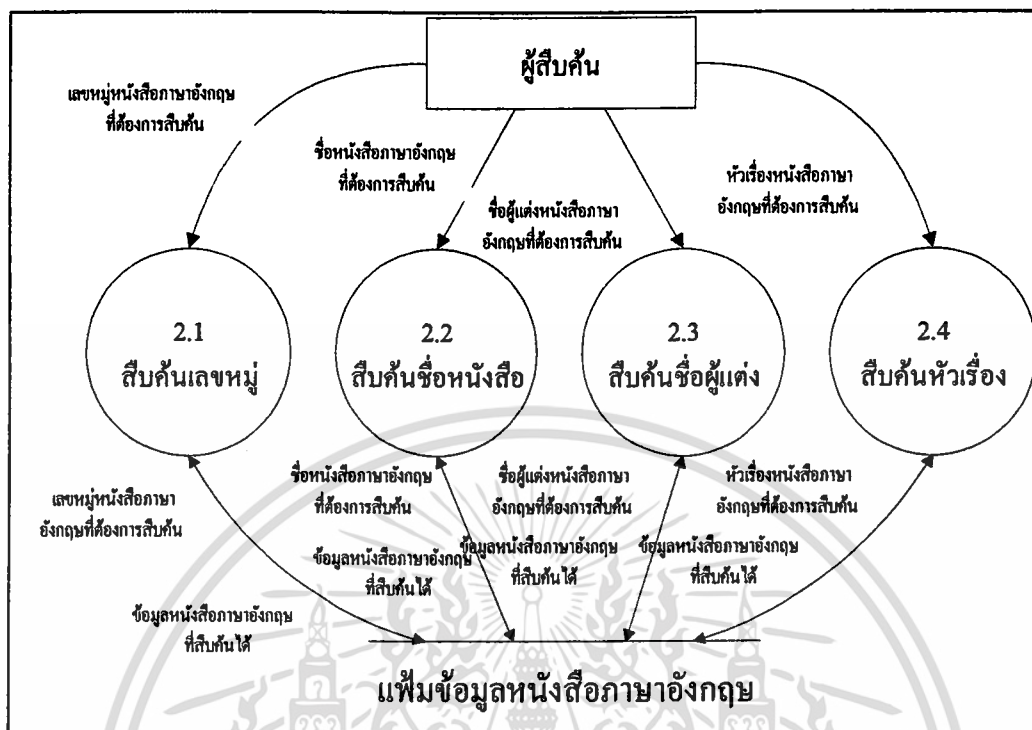 ผู้สืบค้น
เลขหมู่หนังสือภาษาอังกฤษ
ที่ต้องการสืบค้น
ชื่อหนังสือภาษาอังกฤษ
ที่ต้องการสืบค้น
ชื่อผู้แต่งหนังสือภาษา
อังกฤษที่ต้องการสืบค้น
หัวเรื่องหนังสือภาษา
อังกฤษที่ต้องการสืบค้น
2.1
สืบค้นเลขหมู่
2.2
สืบค้นชื่อหนังสือ
2.3
สืบค้นชื่อผู้แต่ง
2.4
สืบค้นหัวเรื่อง
เลขหมู่หนังสือภาษา
อังกฤษที่ต้องการสืบค้น
ชื่อหนังสือภาษาอังกฤษ
ที่ต้องการสืบค้น
ชื่อผู้แต่งหนังสือภาษา
อังกฤษที่ต้องการสืบค้น
หัวเรื่องหนังสือภาษา
อังกฤษที่ต้องการสืบค้น
ข้อมูลหนังสือภาษาอังกฤษ
ที่สืบค้นได้
ข้อมูลหนังสือภาษาอังกฤษ
ที่สืบค้นได้
ข้อมูลหนังสือภาษาอังกฤษ
ที่สืบค้นได้
ข้อมูลหนังสือภาษาอังกฤษ
ที่สืบค้นได้
แฟ้มข้อมูลหนังสือภาษาอังกฤษ